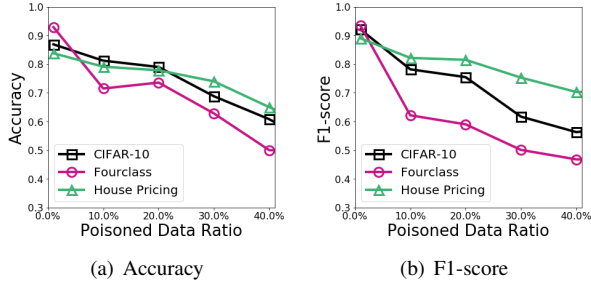 1.0
0.9
0.8
0.7
0.6
0.5
0.4
0.3
Accuracy
CIFAR-10
Fourclass
House Pricing
0.0% 10.0% 20.0% 30.0% 40.0%
Poisoned Data Ratio
(a) Accuracy
1.0
0.9
0.8
0.7
0.6
0.5
0.4
0.3
F1-score
CIFAR-10
Fourclass
House Pricing
0.0% 10.0% 20.0% 30.0% 40.0%
Poisoned Data Ratio
(b) F1-score